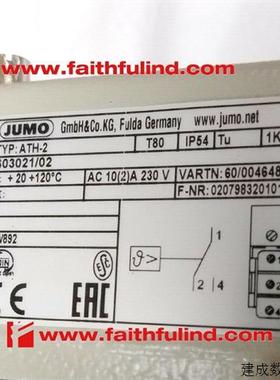 www.faithfulind.com
JUMO GmbH&Co.KG, Fulda Germany www.jumo.net
TYP: ATH-2 T80 IP54 Tu 1K
603021/02
+ 20 +120°C AC 10(2)A 230 V VARTN: 60/004648
F-NR: 02079832010
V892
ϑ> 2 4
CE EAC
www.faithfulind.com
建成数